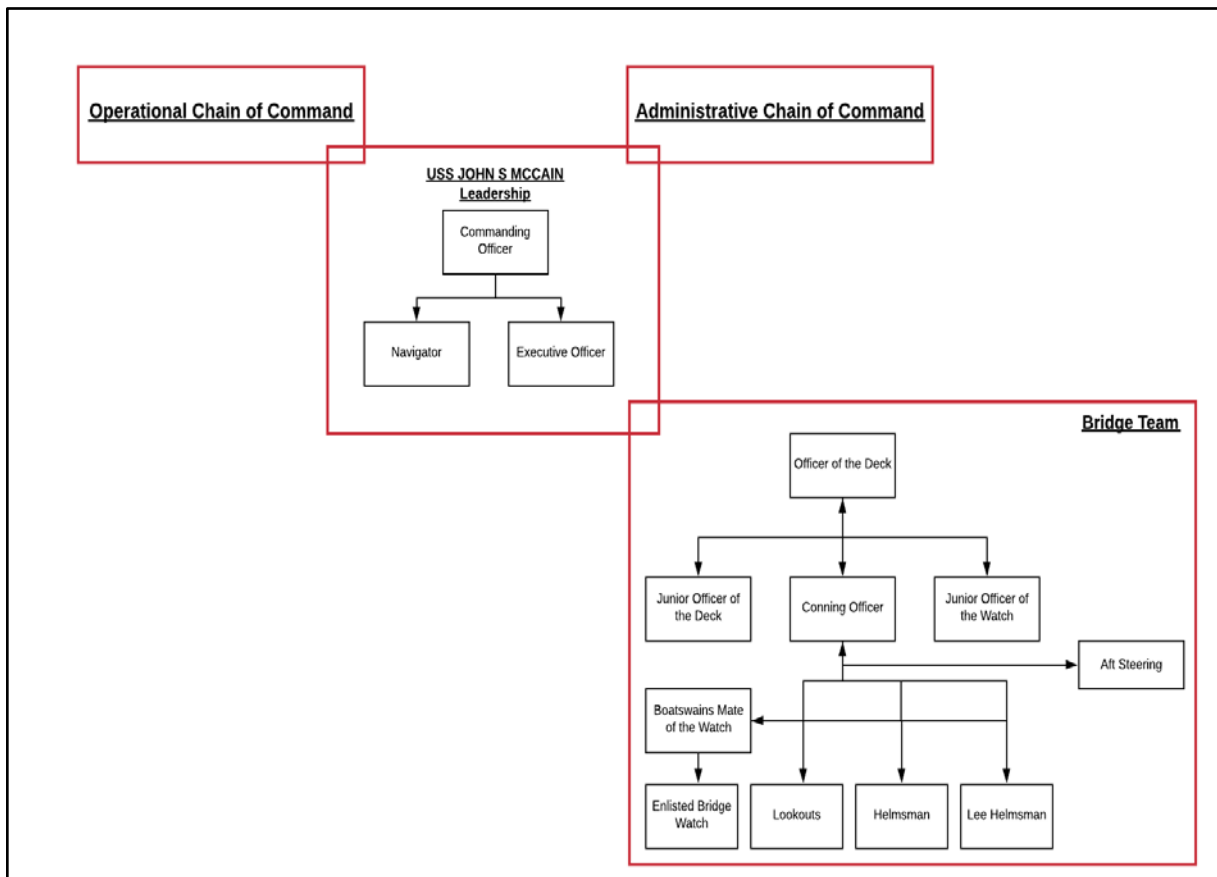 Operational Chain of Command
Administrative Chain of Command
USS JOHN S MCCAIN
Leadership
Commanding
Officer
Navigator
Executive Officer
Bridge Team
Officer of the Deck
Junior Officer of
the Deck
Conning Officer
Junior Officer of
the Watch
Aft Steering
Boatswains Mate
of the Watch
Enlisted Bridge
Watch
Lookouts
Helmsman
Lee Helmsman